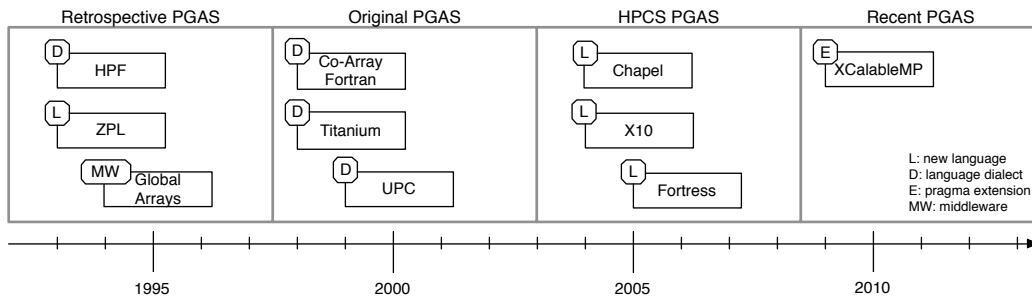 Retrospective PGAS
Original PGAS
HPCS PGAS
Recent PGAS
D
HPF
L
ZPL
MW
Global
Arrays
D
Co-Array
Fortran
D
Titanium
D
UPC
L
Chapel
L
X10
L
Fortress
E
XCalableMP
L: new language
D: language dialect
E: pragma extension
MW: middleware
1995
2000
2005
2010